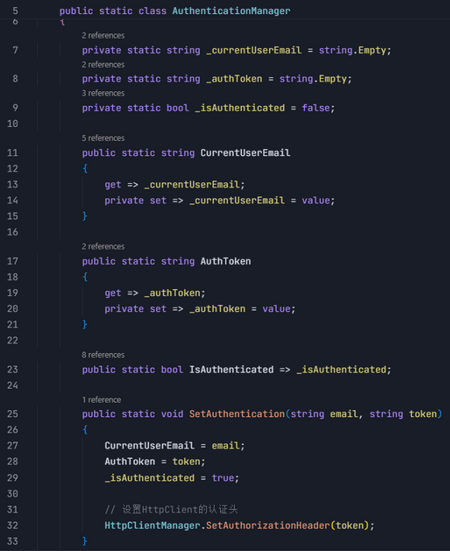 5 public static class AuthenticationManager
6 {
2 references
7 private static string _currentUserEmail = string.Empty;
2 references
8 private static string _authToken = string.Empty;
3 references
9 private static bool _isAuthenticated = false;
10
5 references
11 public static string CurrentUserEmail
12 {
13 get => _currentUserEmail;
14 private set => _currentUserEmail = value;
15 }
16
2 references
17 public static string AuthToken
18 {
19 get => _authToken;
20 private set => _authToken = value;
21 }
22
8 references
23 public static bool IsAuthenticated => _isAuthenticated;
24
1 reference
25 public static void SetAuthentication(string email, string token)
26 {
27 CurrentUserEmail = email;
28 AuthToken = token;
29 _isAuthenticated = true;
30
31 // 设置HttpClient的认证头
32 HttpClientManager.SetAuthorizationHeader(token);
33 }